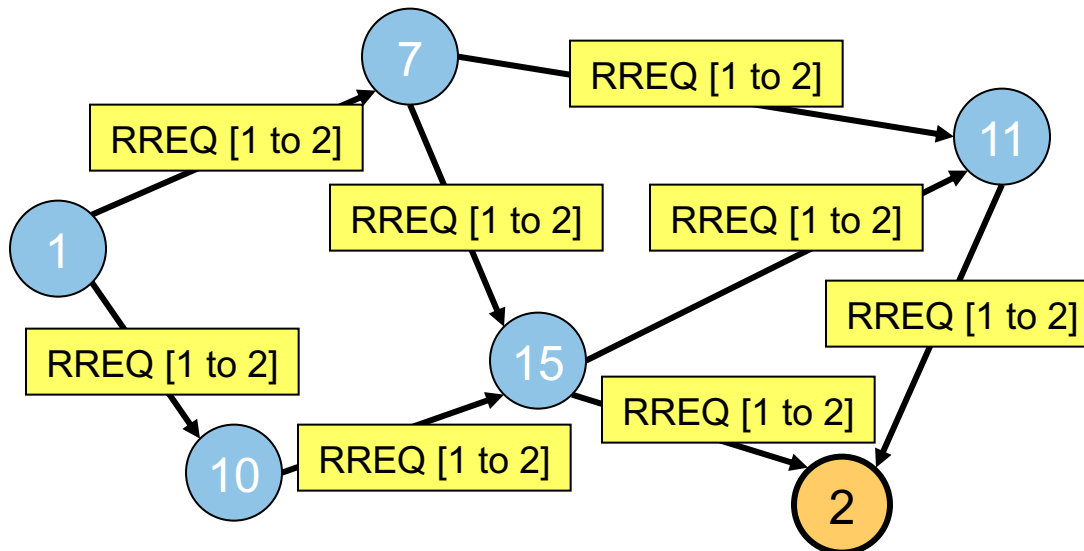 7
RREQ [1 to 2]
RREQ [1 to 2]
11
RREQ [1 to 2]
RREQ [1 to 2]
1
RREQ [1 to 2]
RREQ [1 to 2]
15
RREQ [1 to 2]
RREQ [1 to 2]
10
2